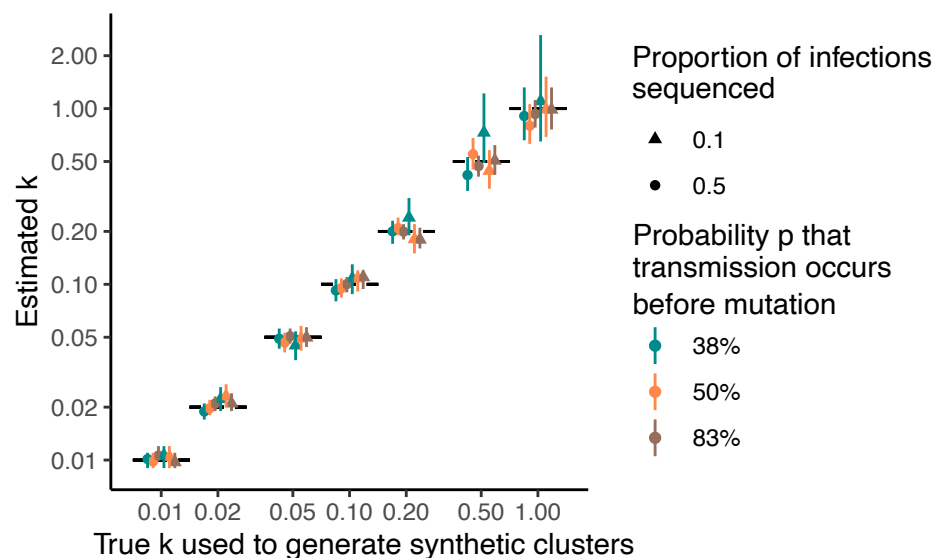 2.00
1.00
0.50
0.20
0.10
0.05
0.02
0.01
Estimated k
0.01 0.02 0.05 0.10 0.20 0.50 1.00
True k used to generate synthetic clusters
Proportion of infections
sequenced
0.1
0.5
Probability p that
transmission occurs
before mutation
38%
50%
83%